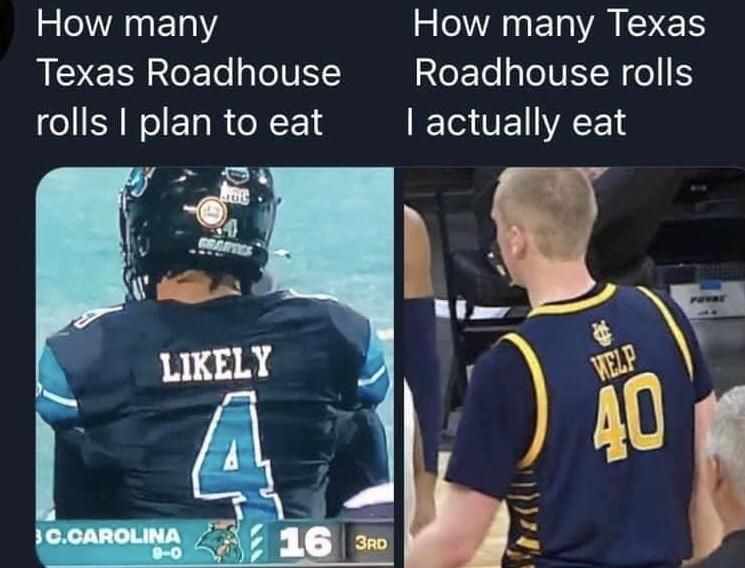 How many
Texas Roadhouse
rolls I plan to eat
How many Texas
Roadhouse rolls
I actually eat
LIKELY
4
C.CAROLINA
9-0
16
3RD
WELP
40